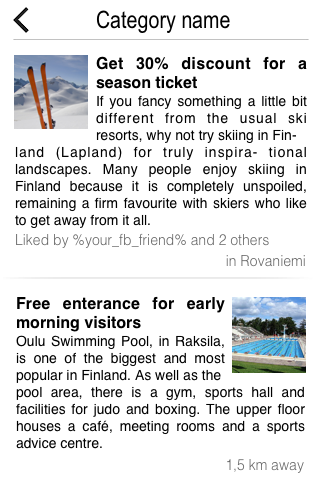 Category name
Get 30% discount for a
season ticket
If you fancy something a little bit
different from the usual ski
resorts, why not try skiing in Fin-
land (Lapland) for truly inspira- tional
landscapes. Many people enjoy skiing in
Finland because it is completely unspoiled,
remaining a firm favourite with skiers who like
to get away from it all.
Liked by %your_fb_friend% and 2 others
in Rovaniemi
Free enterance for early
morning visitors
Oulu Swimming Pool, in Raksila,
is one of the biggest and most
popular in Finland. As well as the
pool area, there is a gym, sports hall and
facilities for judo and boxing. The upper floor
houses a café, meeting rooms and a sports
advice centre.
1,5 km away